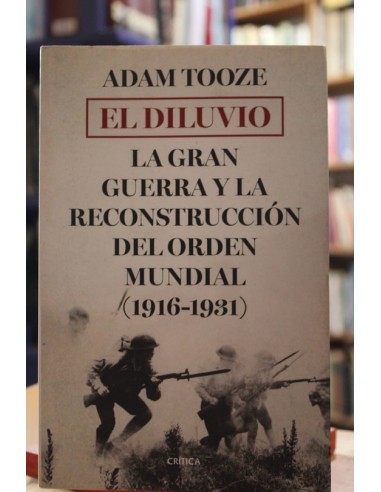 ADAM TOOZE
EL DILUVIO
LA GRAN
GUERRA Y LA
RECONSTRUCCIÓN
DEL ORDEN
MUNDIAL
(1916-1931)
CRÍTICA